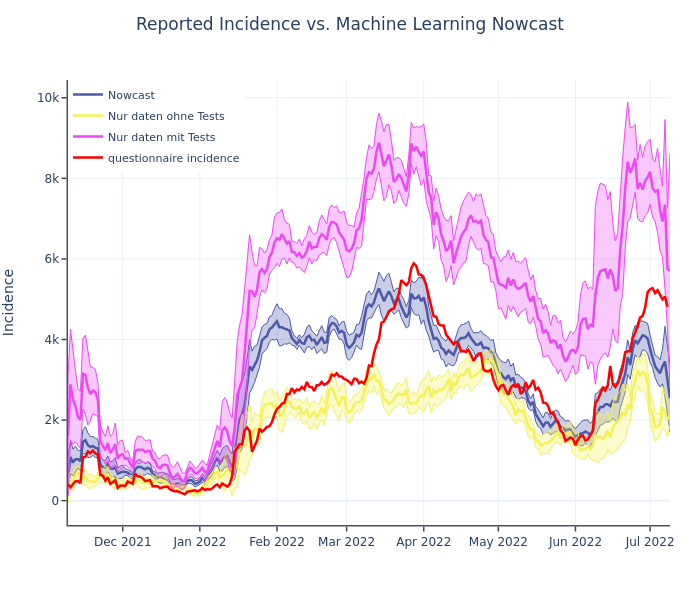 Reported Incidence vs. Machine Learning Nowcast
Nowcast
Nur daten ohne Tests
Nur daten mit Tests
questionnaire incidence
10k
8k
6k
4k
2k
0
Incidence
Dec 2021
Jan 2022
Feb 2022
Mar 2022
Apr 2022
May 2022
Jun 2022
Jul 2022